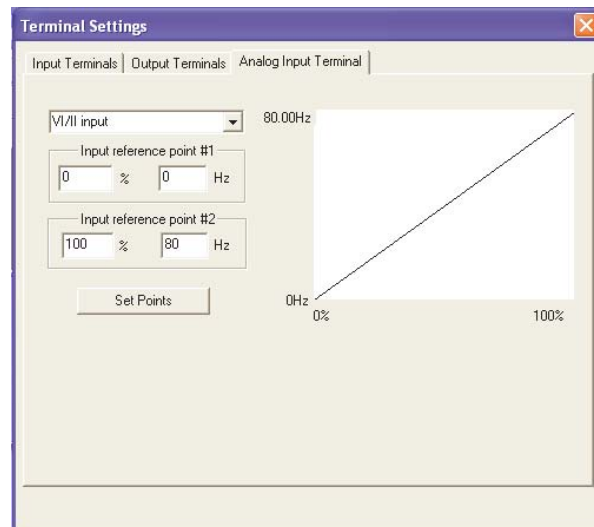 Terminal Settings
Input Terminals
Output Terminals
Analog Input Terminal
VI/II input
Input reference point #1
0 % 0 Hz
Input reference point #2
100 % 80 Hz
Set Points
80.00Hz
0Hz
0% 100%